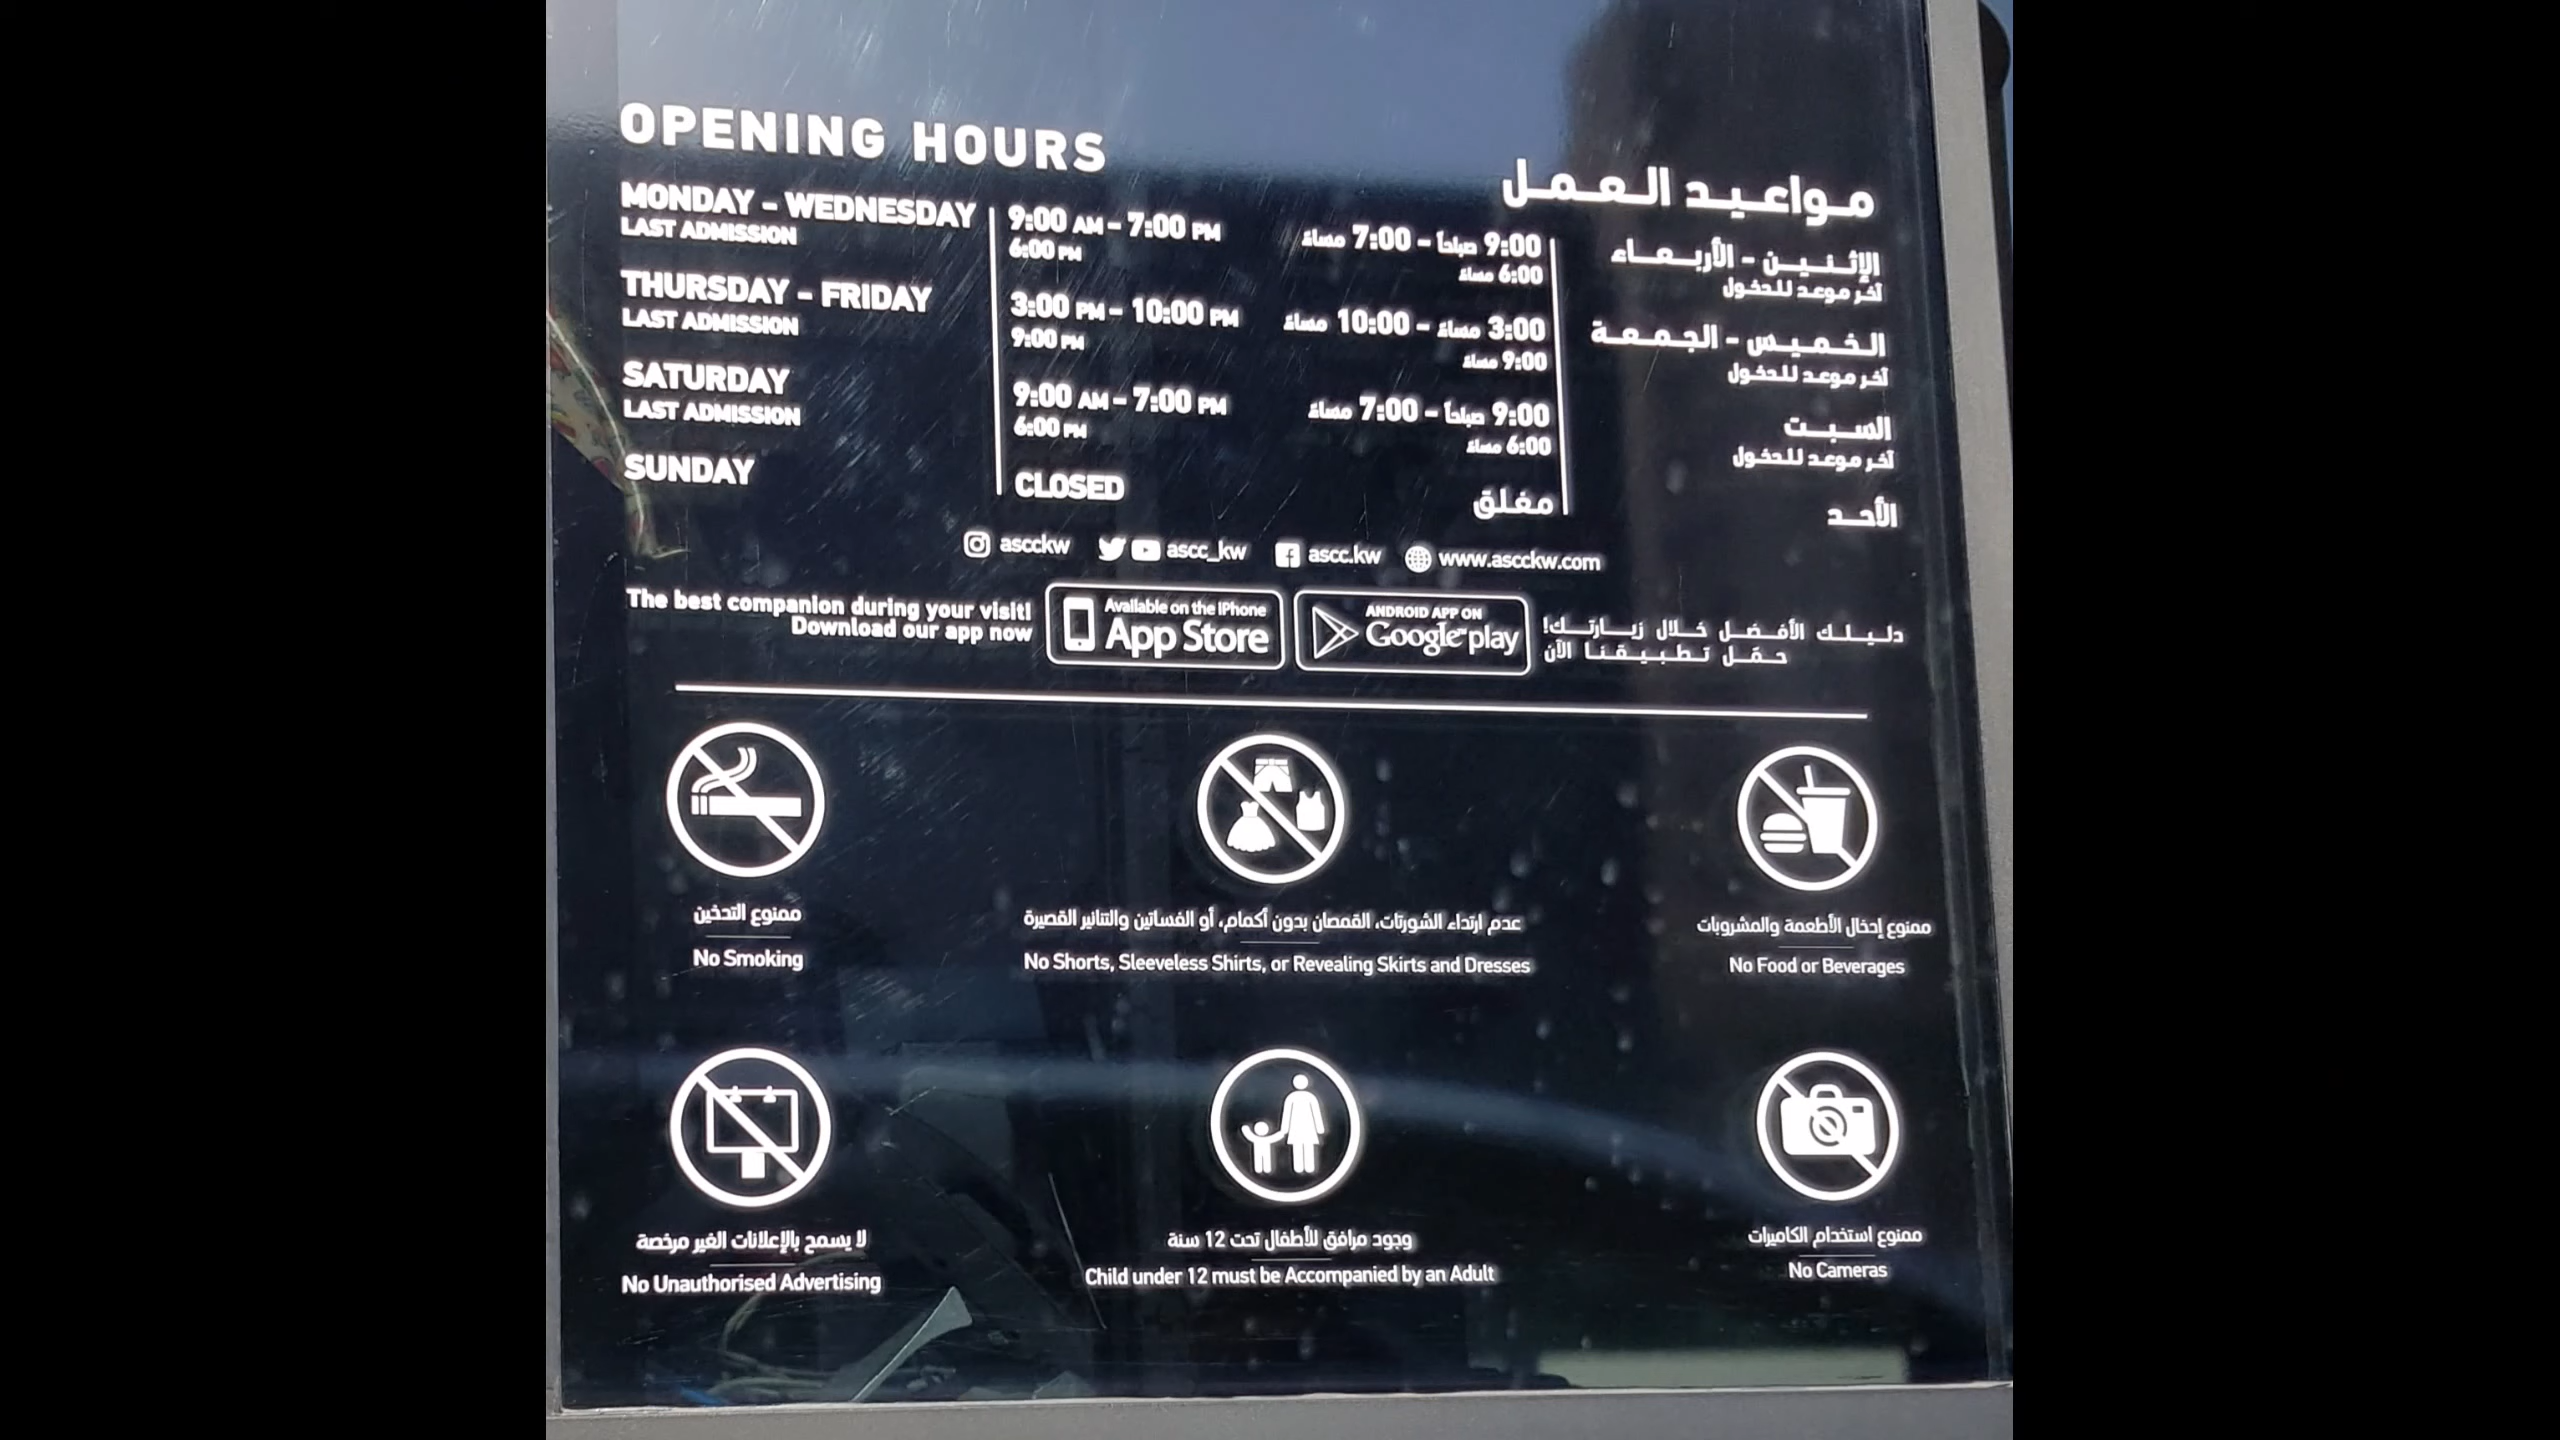 OPENING HOURS
مواعيد العمل
MONDAY - WEDNESDAY 9:00 AM - 7:00 PM
LAST ADMISSION 6:00 PM
THURSDAY - FRIDAY 3:00 PM - 10:00 PM
LAST ADMISSION 9:00 PM
SATURDAY 9:00 AM - 7:00 PM
LAST ADMISSION 6:00 PM
SUNDAY CLOSED
الإثنين - الأربعاء 9:00 صباحاً - 7:00 مساءً
آخر موعد للدخول 6:00 مساءً
الخميس - الجمعة 3:00 مساءً - 10:00 مساءً
آخر موعد للدخول 9:00 مساءً
السبت 9:00 صباحاً - 7:00 مساءً
آخر موعد للدخول 6:00 مساءً
الأحد مغلق
ascckw ascc_kw ascc.kw www.ascckw.com
The best companion during your visit!
Download our app now
Available on the iPhone
App Store
ANDROID APP ON
Google play
دليلك الأفضل خلال زيارتك!
حمّل تطبيقنا الآن
ممنوع التدخين
No Smoking
عدم ارتداء الشورتات، القمصان بدون أكمام، أو الفساتين والتنانير القصيرة
No Shorts, Sleeveless Shirts, or Revealing Skirts and Dresses
ممنوع إدخال الأطعمة والمشروبات
No Food or Beverages
لا يسمح بالإعلانات الغير مرخصة
No Unauthorised Advertising
وجود مرافق للأطفال تحت 12 سنة
Child under 12 must be Accompanied by an Adult
ممنوع استخدام الكاميرات
No Cameras